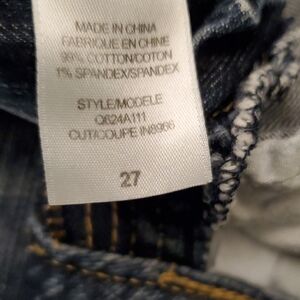 MADE IN CHINA
FABRIQUE EN CHINE
99% COTTON/COTON
1% SPANDEX/SPANDEX
STYLE/MODELE
Q624A111
CUT/COUPE IN8966
27